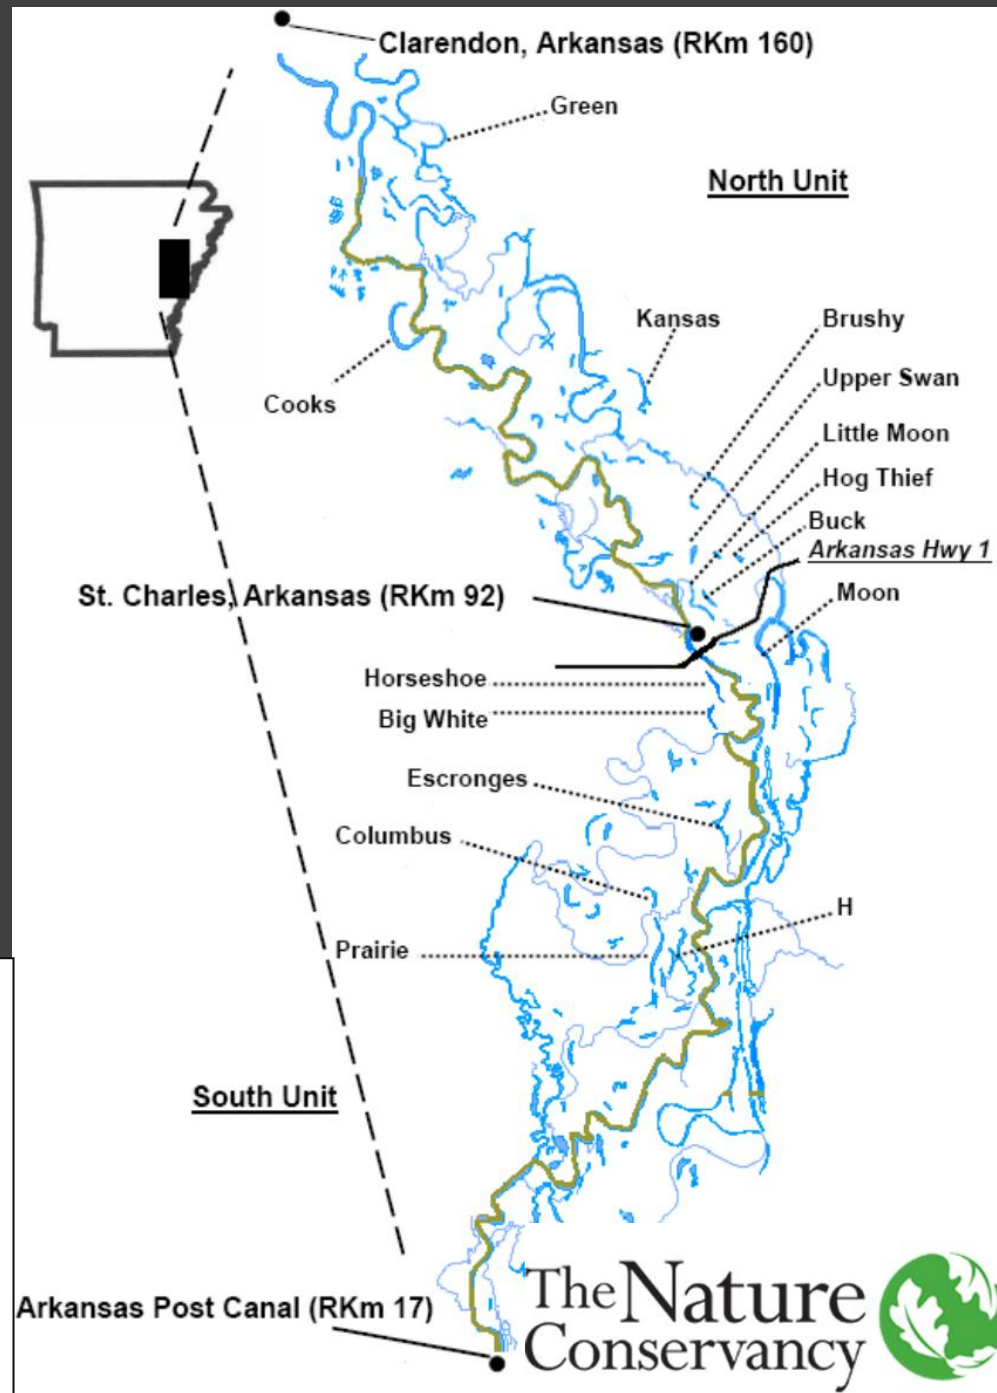 Clarendon, Arkansas (RKm 160)
Green
North Unit
Kansas
Brushy
Upper Swan
Cooks
Little Moon
Hog Thief
Buck
Arkansas Hwy 1
St. Charles, Arkansas (RKm 92)
Moon
Horseshoe
Big White
Escronges
Columbus
H
Prairie
South Unit
Arkansas Post Canal (RKm 17)
The Nature
Conservancy